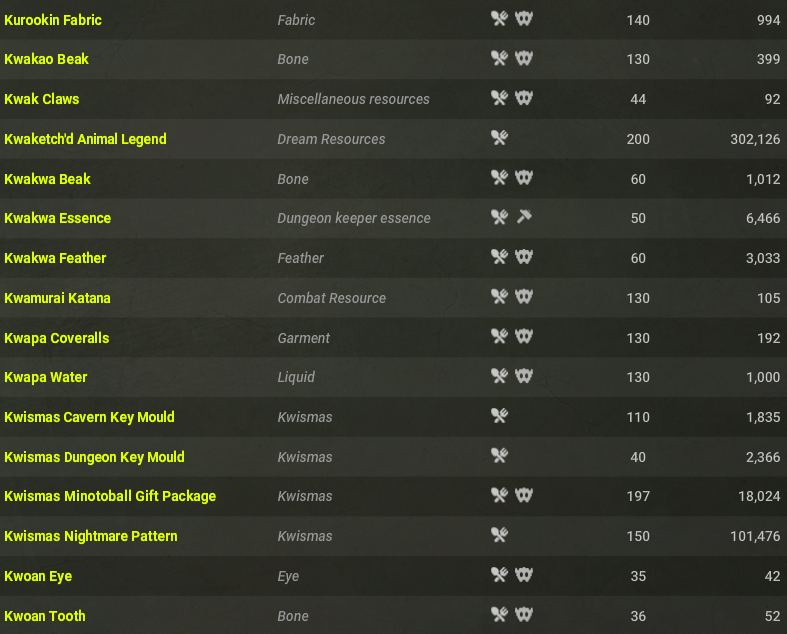 Kurookin Fabric Fabric 140 994
Kwakao Beak Bone 130 399
Kwak Claws Miscellaneous resources 44 92
Kwaketch'd Animal Legend Dream Resources 200 302,126
Kwakwa Beak Bone 60 1,012
Kwakwa Essence Dungeon keeper essence 50 6,466
Kwakwa Feather Feather 60 3,033
Kwamurai Katana Combat Resource 130 105
Kwapa Coveralls Garment 130 192
Kwapa Water Liquid 130 1,000
Kwismas Cavern Key Mould Kwismas 110 1,835
Kwismas Dungeon Key Mould Kwismas 40 2,366
Kwismas Minotoball Gift Package Kwismas 197 18,024
Kwismas Nightmare Pattern Kwismas 150 101,476
Kwoan Eye Eye 35 42
Kwoan Tooth Bone 36 52